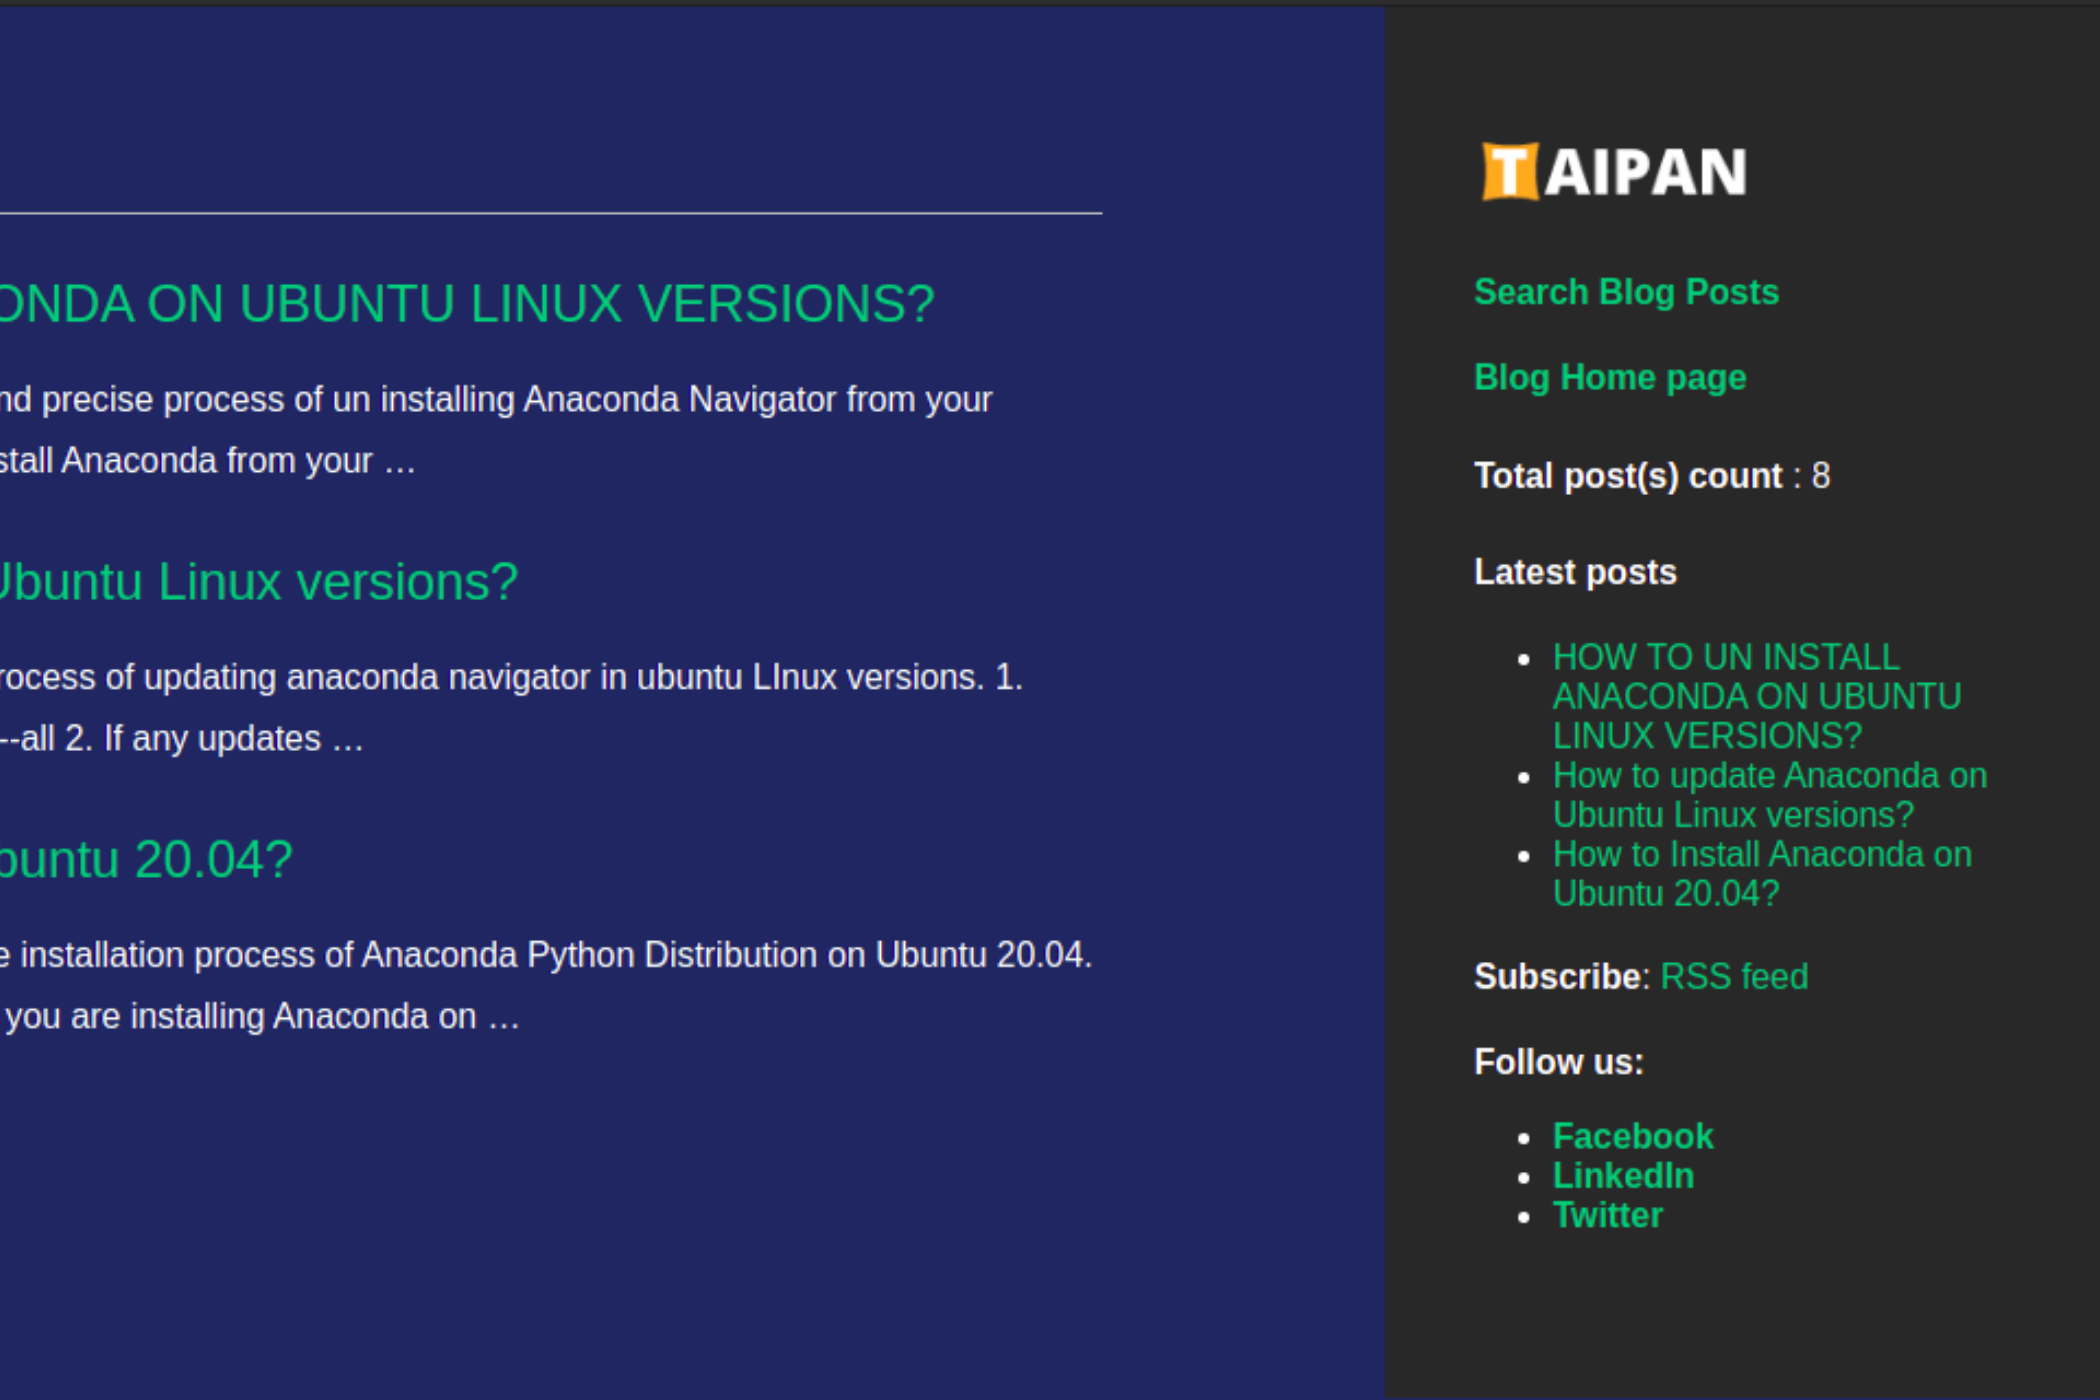 ONDA ON UBUNTU LINUX VERSIONS?
nd precise process of un installing Anaconda Navigator from your
stall Anaconda from your …
Ubuntu Linux versions?
rocess of updating anaconda navigator in ubuntu LInux versions. 1.
--all 2. If any updates …
buntu 20.04?
e installation process of Anaconda Python Distribution on Ubuntu 20.04.
you are installing Anaconda on …
TAIPAN
Search Blog Posts
Blog Home page
Total post(s) count : 8
Latest posts
HOW TO UN INSTALL
ANACONDA ON UBUNTU
LINUX VERSIONS?
How to update Anaconda on
Ubuntu Linux versions?
How to Install Anaconda on
Ubuntu 20.04?
Subscribe: RSS feed
Follow us:
Facebook
LinkedIn
Twitter